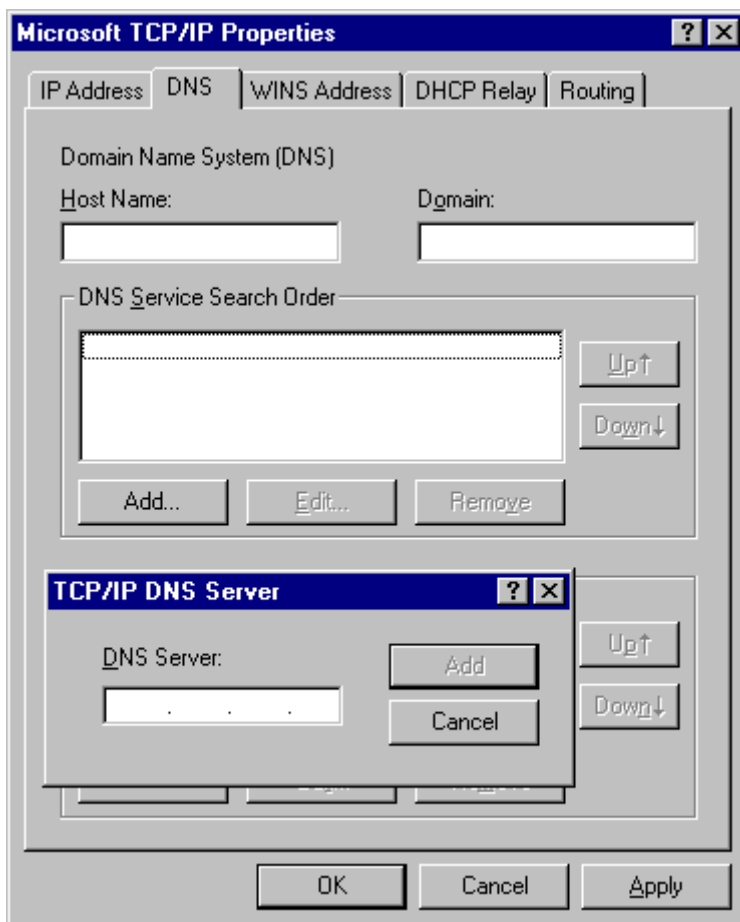 Microsoft TCP/IP Properties
IP Address DNS WINS Address DHCP Relay Routing
Domain Name System (DNS)
Host Name: Domain:
DNS Service Search Order
Up↑
Down↓
Add... Edit... Remove
TCP/IP DNS Server
DNS Server:
Add
. . .
Cancel
Up↑
Down↓
OK Cancel Apply